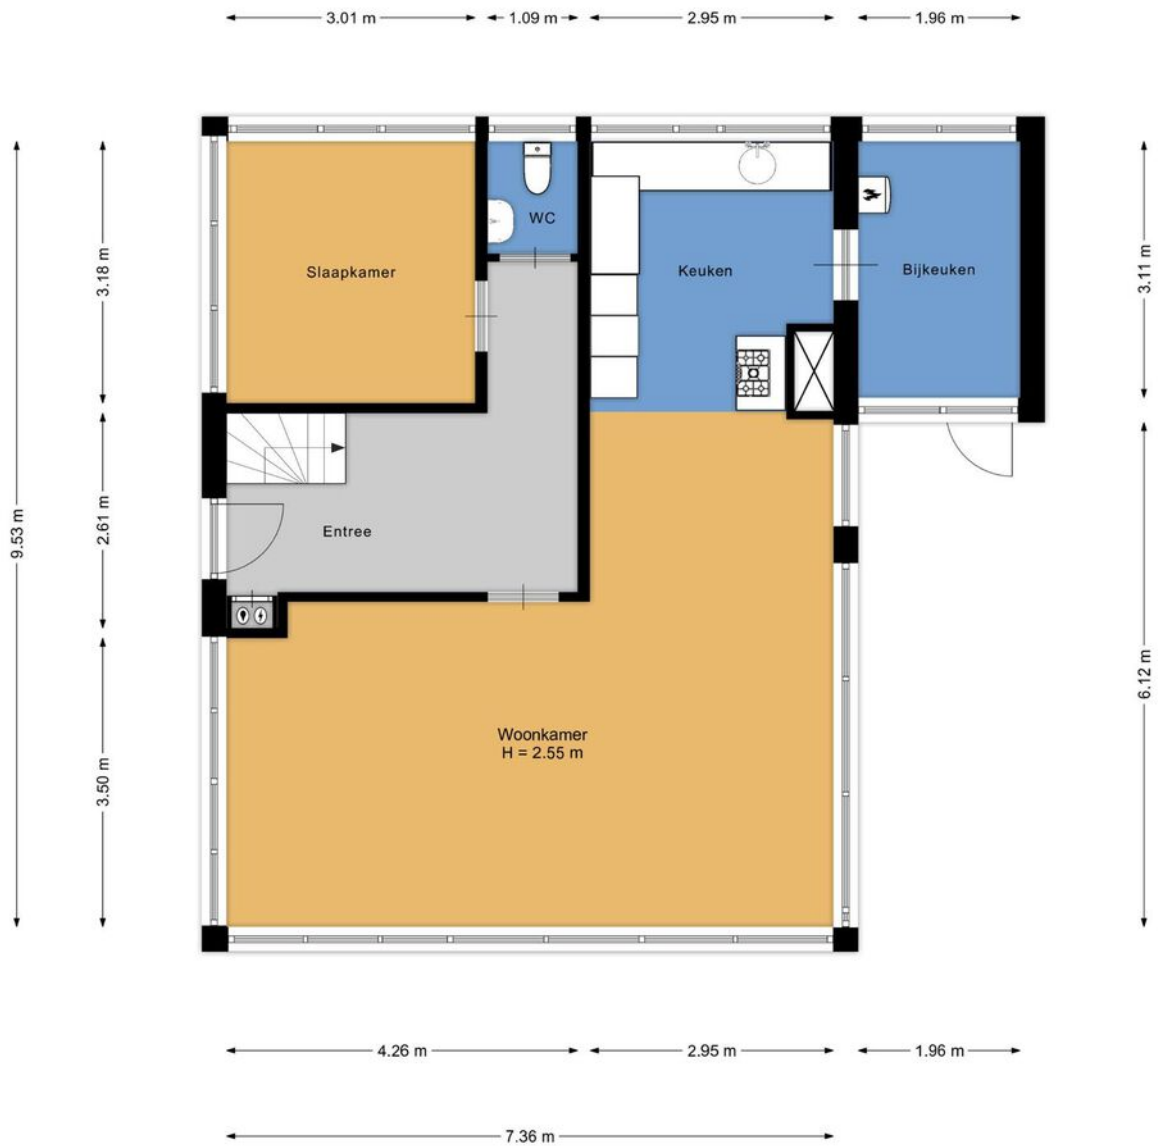 3.01 m
1.09 m
2.95 m
1.96 m
WC
Slaapkamer
Keuken
Bijkeuken
3.18 m
3.11 m
9.53 m
2.61 m
Entree
6.12 m
Woonkamer
H = 2.55 m
3.50 m
4.26 m
2.95 m
1.96 m
7.36 m